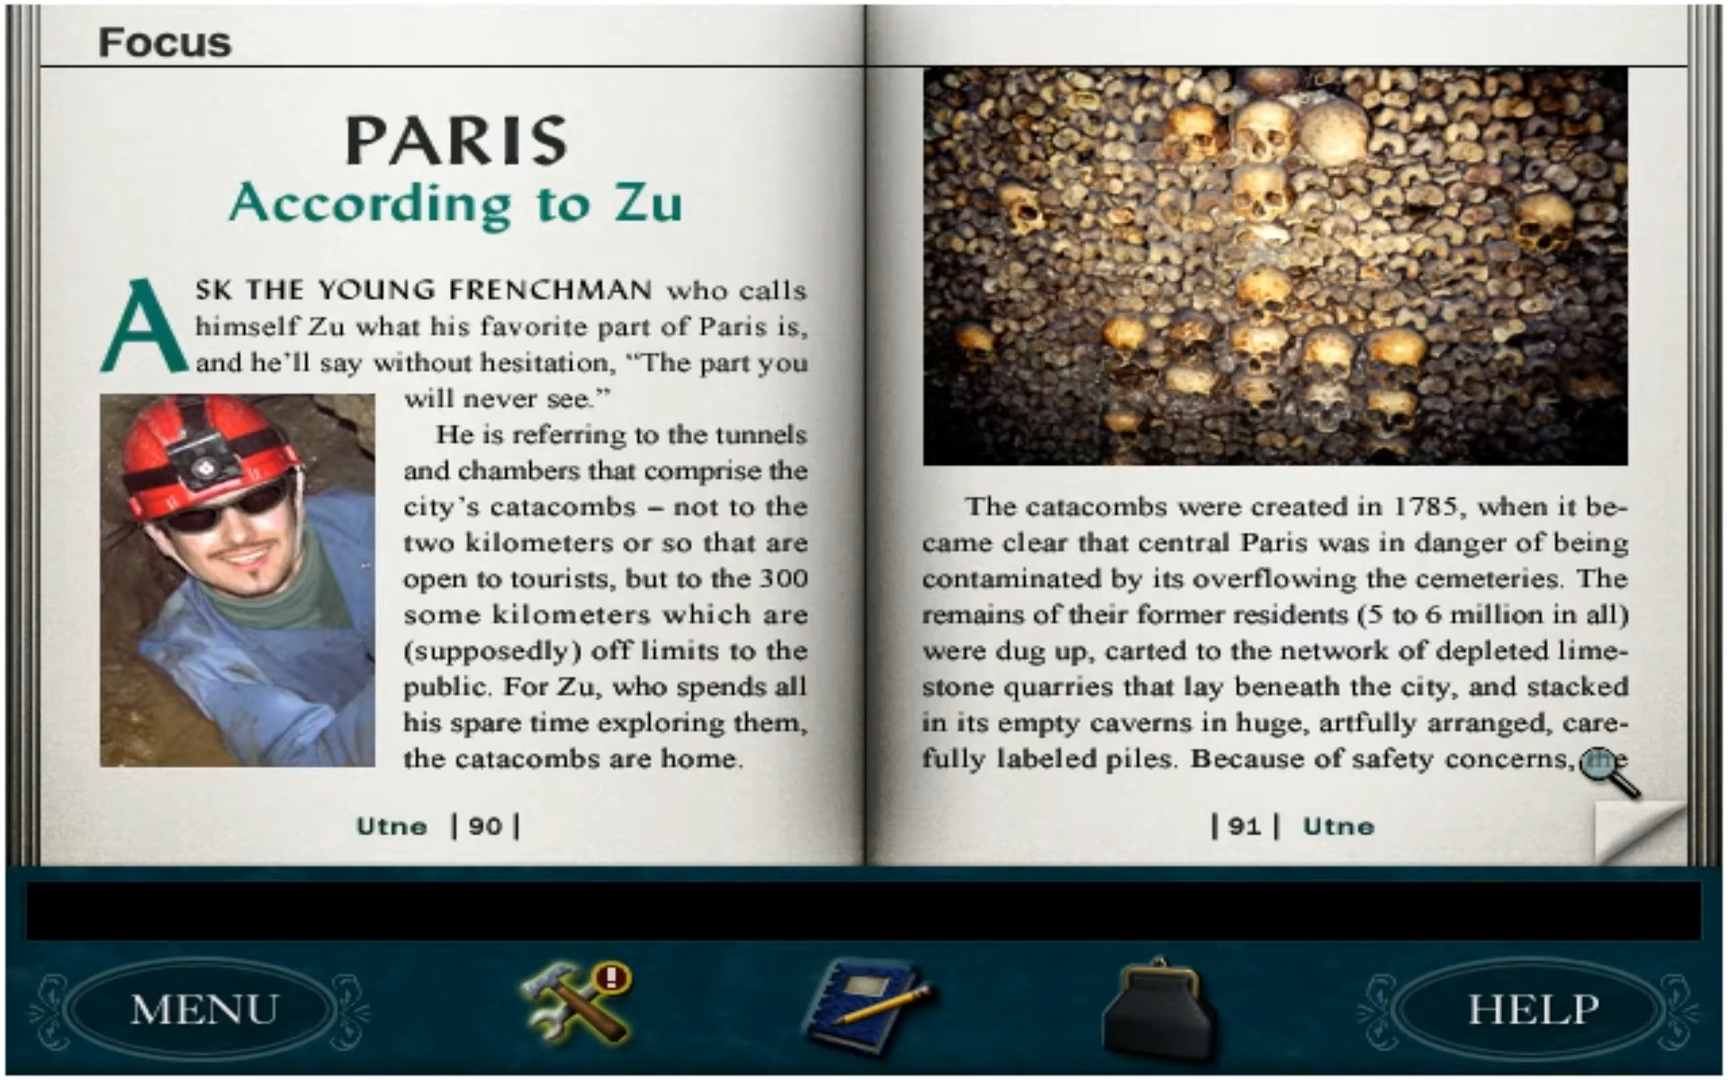 Focus
PARIS
According to Zu
ASK THE YOUNG FRENCHMAN who calls
himself Zu what his favorite part of Paris is,
and he'll say without hesitation, "The part you
will never see."
He is referring to the tunnels
and chambers that comprise the
city's catacombs – not to the
two kilometers or so that are
open to tourists, but to the 300
some kilometers which are
(supposedly) off limits to the
public. For Zu, who spends all
his spare time exploring them,
the catacombs are home.
Utne | 90 |
The catacombs were created in 1785, when it be-
came clear that central Paris was in danger of being
contaminated by its overflowing the cemeteries. The
remains of their former residents (5 to 6 million in all)
were dug up, carted to the network of depleted lime-
stone quarries that lay beneath the city, and stacked
in its empty caverns in huge, artfully arranged, care-
fully labeled piles. Because of safety concerns, the
| 91 | Utne
MENU
!
HELP